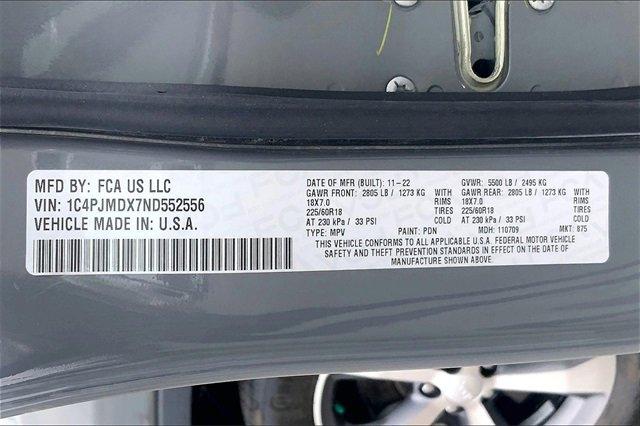 MFD BY: FCA US LLC
VIN: 1C4PJMDX7ND552556
VEHICLE MADE IN: U.S.A.
DATE OF MFR (BUILT): 11-22 GVWR: 5500 LB / 2495 KG
GAWR FRONT: 2805 LB / 1273 KG WITH GAWR REAR: 2805 LB / 1273 KG WITH
18X7.0 RIMS 18X7.0 RIMS
225/60R18 TIRES 225/60R18 TIRES
AT 230 kPa / 33 PSI COLD AT 230 kPa / 33 PSI COLD
TYPE: MPV PAINT: PDN MDH: 110709 MKT: 875
THIS VEHICLE CONFORMS TO ALL APPLICABLE U.S.A. FEDERAL MOTOR VEHICLE
SAFETY AND THEFT PREVENTION STANDARDS IN EFFECT ON THE DATE OF
MANUFACTURE SHOWN ABOVE.